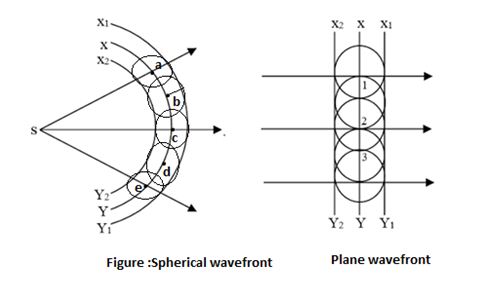 X₁
X
X₂
S
a
b
c
d
e
Y₂
Y
Y₁
Figure :Spherical wavefront
X₂ X X₁
1
2
3
Y₂ Y Y₁
Plane wavefront